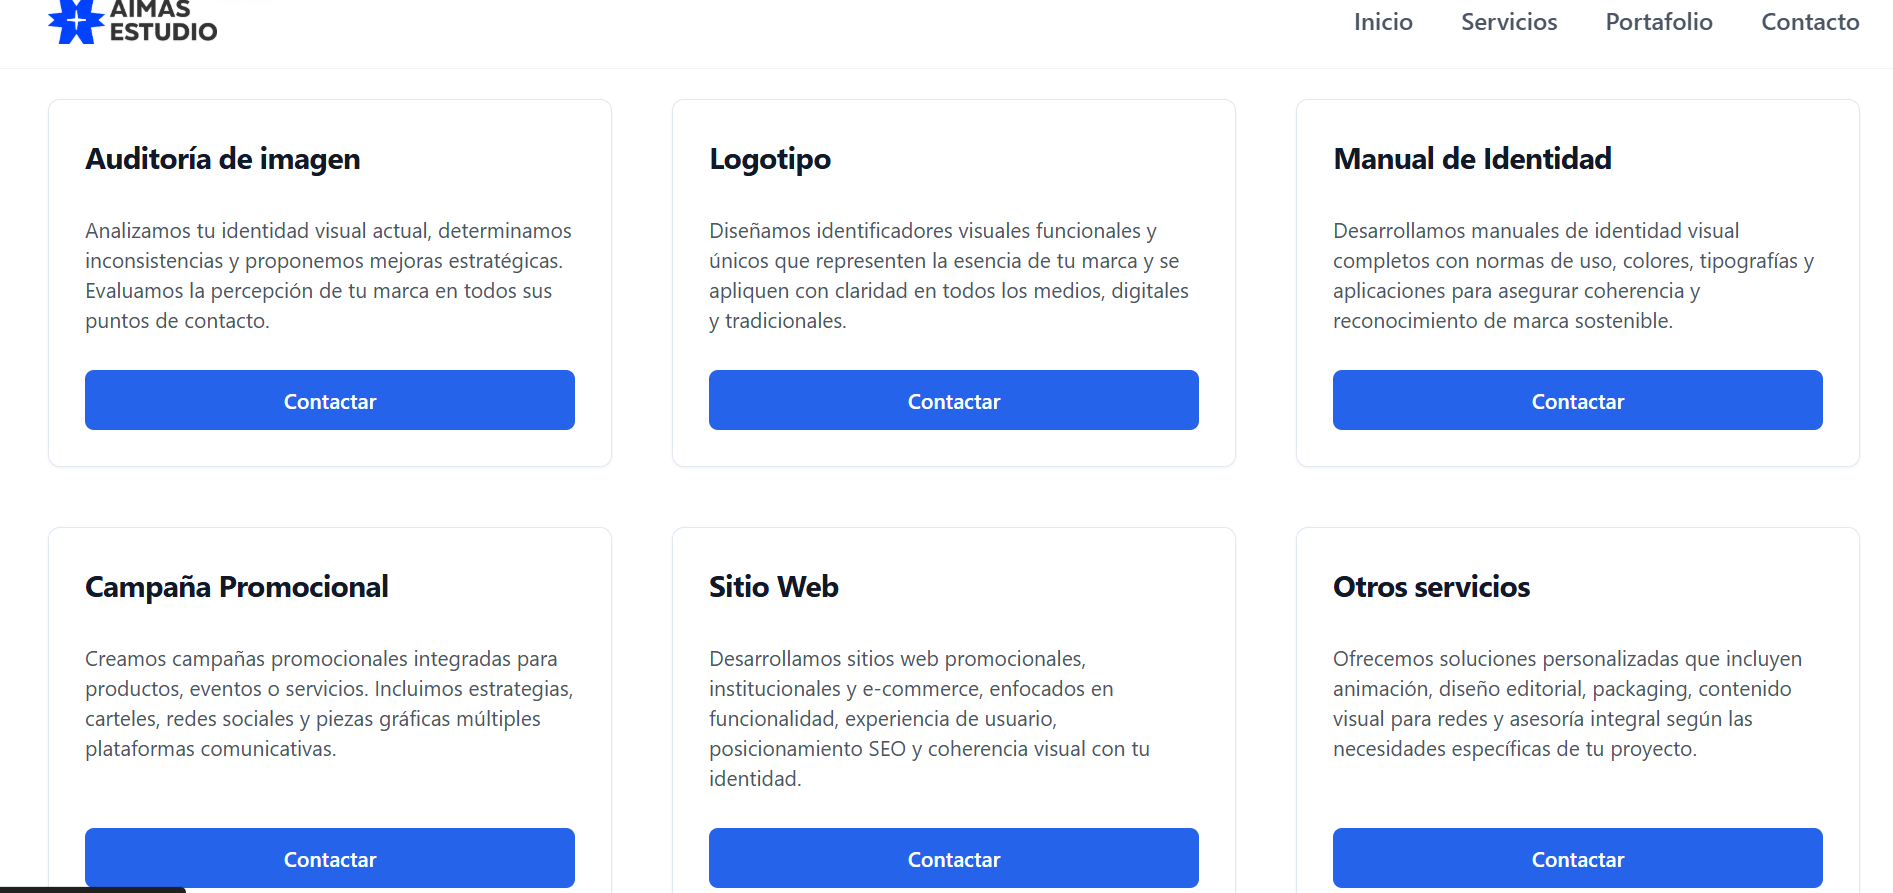 AIMAS
ESTUDIO
Inicio
Servicios
Portafolio
Contacto
Auditoría de imagen
Analizamos tu identidad visual actual, determinamos
inconsistencias y proponemos mejoras estratégicas.
Evaluamos la percepción de tu marca en todos sus
puntos de contacto.
Contactar
Logotipo
Diseñamos identificadores visuales funcionales y
únicos que representen la esencia de tu marca y se
apliquen con claridad en todos los medios, digitales
y tradicionales.
Contactar
Manual de Identidad
Desarrollamos manuales de identidad visual
completos con normas de uso, colores, tipografías y
aplicaciones para asegurar coherencia y
reconocimiento de marca sostenible.
Contactar
Campaña Promocional
Creamos campañas promocionales integradas para
productos, eventos o servicios. Incluimos estrategias,
carteles, redes sociales y piezas gráficas múltiples
plataformas comunicativas.
Contactar
Sitio Web
Desarrollamos sitios web promocionales,
institucionales y e-commerce, enfocados en
funcionalidad, experiencia de usuario,
posicionamiento SEO y coherencia visual con tu
identidad.
Contactar
Otros servicios
Ofrecemos soluciones personalizadas que incluyen
animación, diseño editorial, packaging, contenido
visual para redes y asesoría integral según las
necesidades específicas de tu proyecto.
Contactar